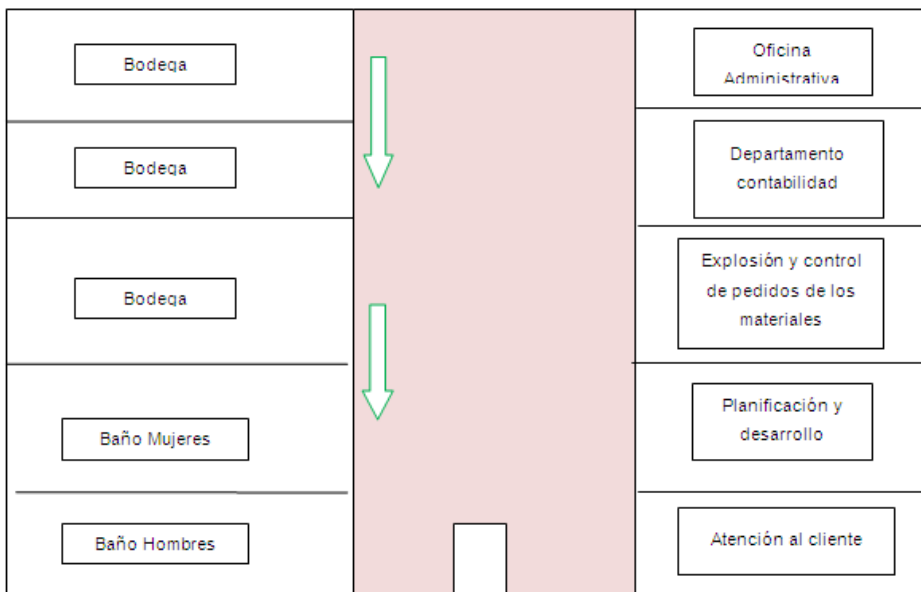 Bodega
Bodega
Bodega
Baño Mujeres
Baño Hombres
Oficina
Administrativa
Departamento
contabilidad
Explosión y control
de pedidos de los
materiales
Planificación y
desarrollo
Atención al cliente